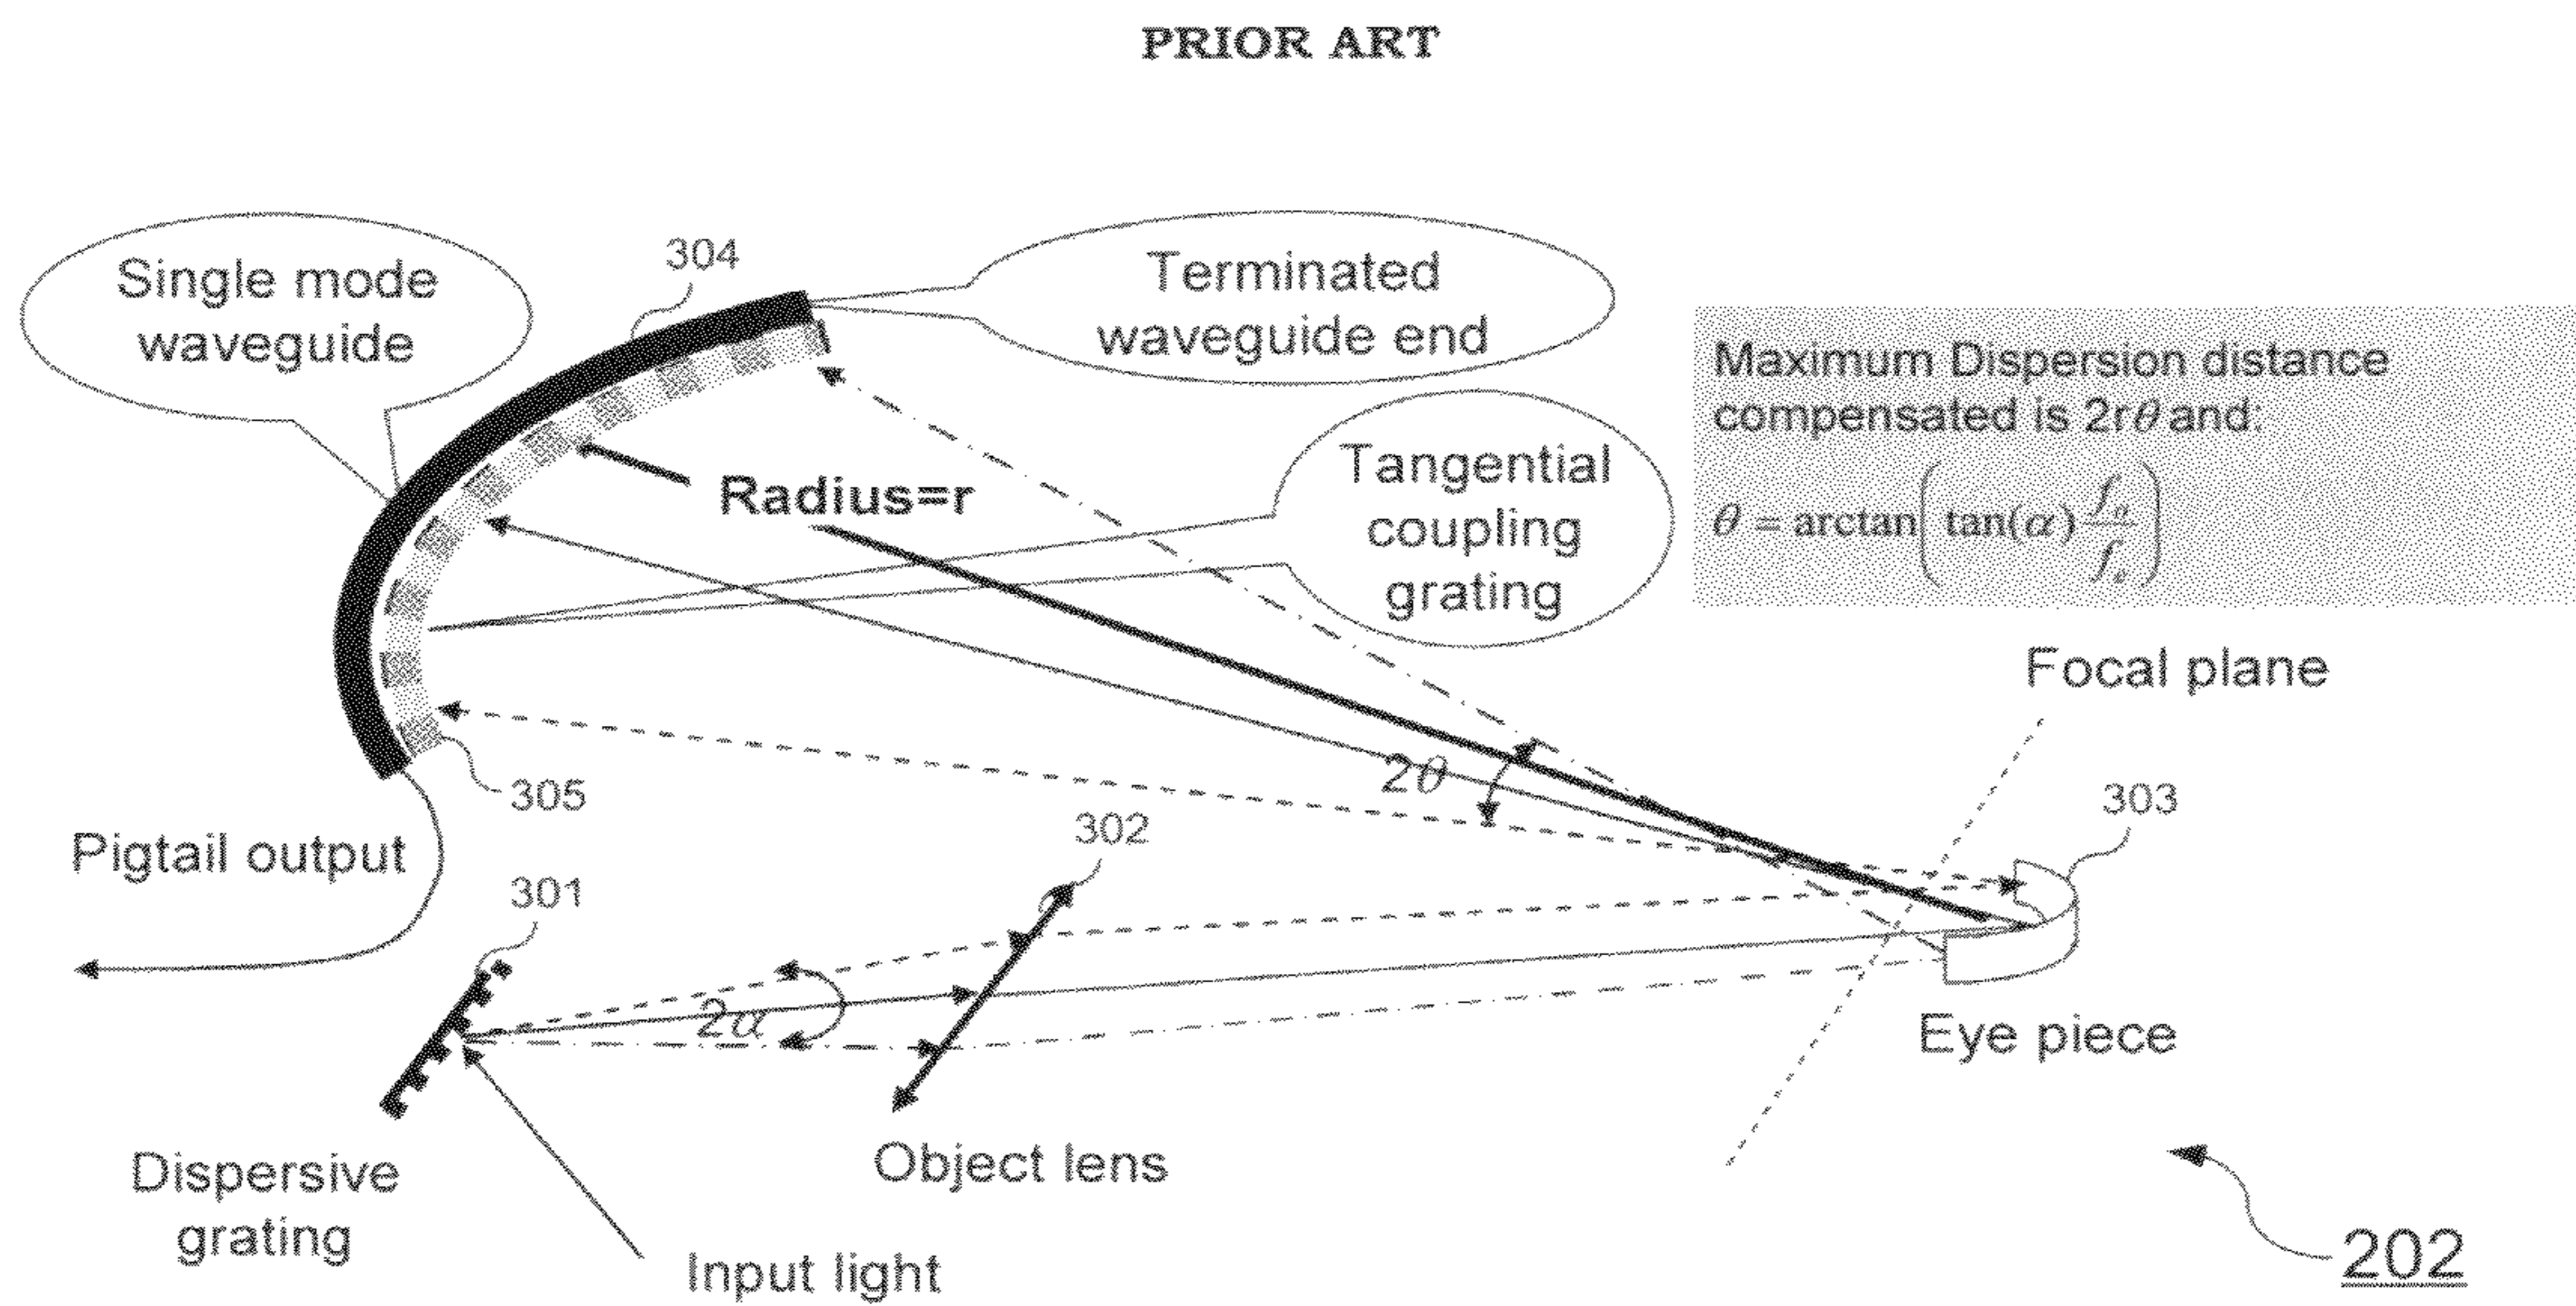 PRIOR ART
304
Single mode
waveguide
Terminated
waveguide end
Maximum Dispersion distance
compensated is 2rθ and:
θ = arctan( tan(α) fo/fe )
Radius=r
Tangential
coupling
grating
Focal plane
2θ
305
303
302
Pigtail output
301
2α
Eye piece
Object lens
Dispersive
grating
Input light
202